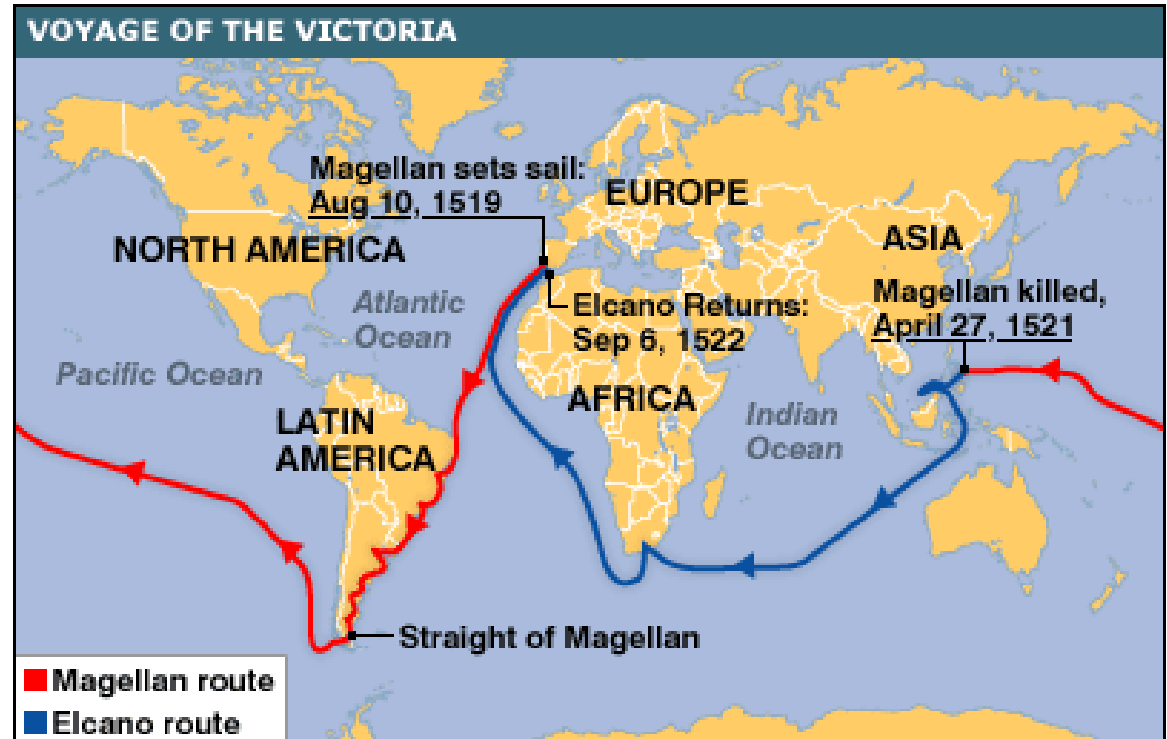 VOYAGE OF THE VICTORIA
Magellan sets sail:
Aug 10, 1519
EUROPE
NORTH AMERICA
ASIA
Atlantic
Ocean
Elcano Returns:
Sep 6, 1522
Magellan killed,
April 27, 1521
Pacific Ocean
AFRICA
LATIN
AMERICA
Indian
Ocean
Straight of Magellan
Magellan route
Elcano route